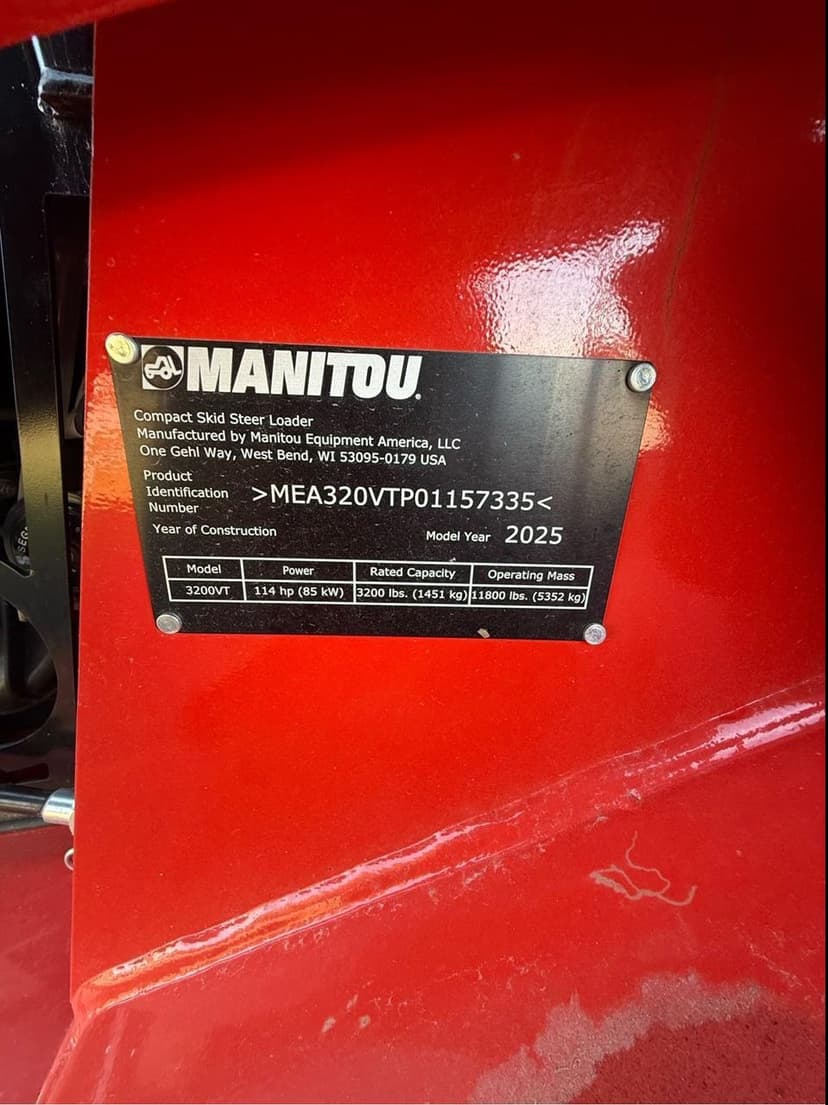 MANITOU
Compact Skid Steer Loader
Manufactured by Manitou Equipment America, LLC
One Gehl Way, West Bend, WI 53095-0179 USA
Product
Identification
Number >MEA320VTP01157335<
Year of Construction Model Year 2025
Model Power Rated Capacity Operating Mass
3200VT 114 hp (85 kW) 3200 lbs. (1451 kg) 11800 lbs. (5352 kg)